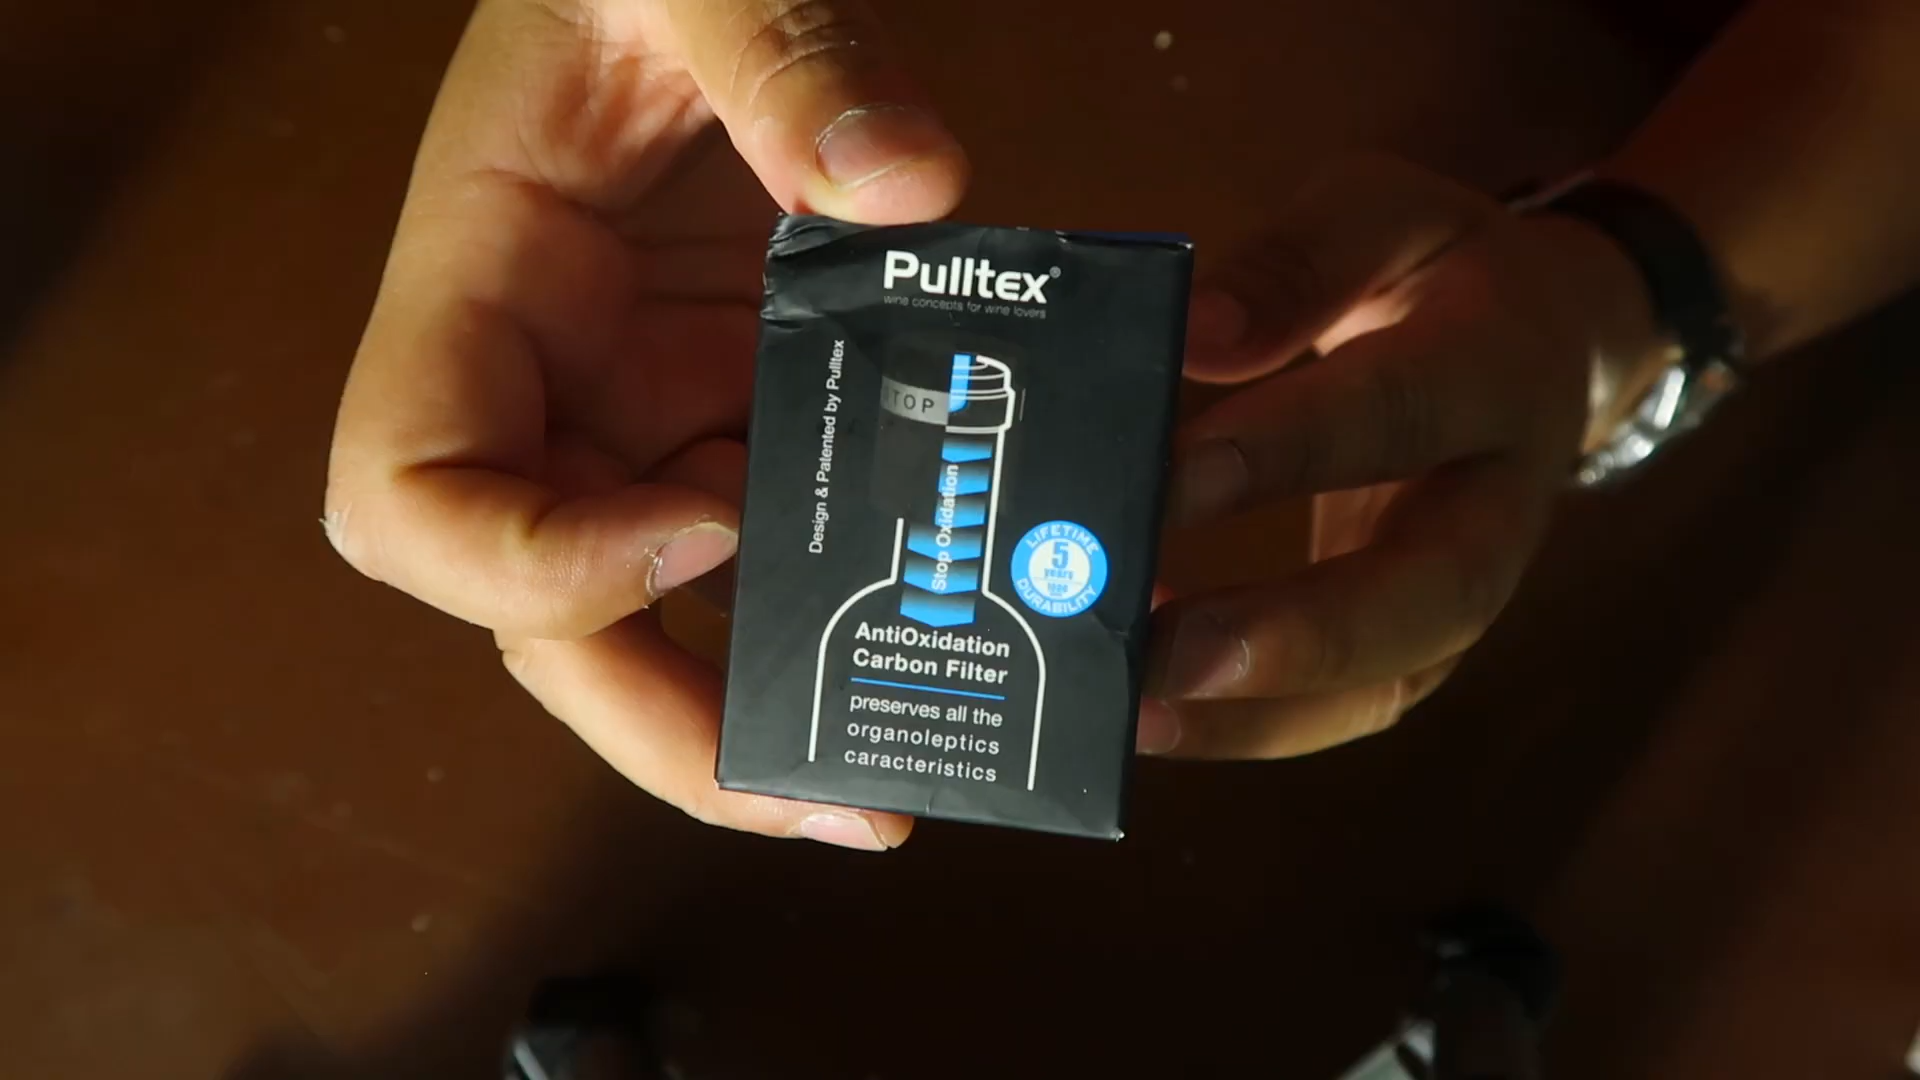 Pulltex®
wine concepts for wine lovers
Design & Patented by Pulltex
TOP
Stop Oxidation
LIFETIME
5
years
DURABILITY
AntiOxidation
Carbon Filter
preserves all the
organoleptics
caracteristics